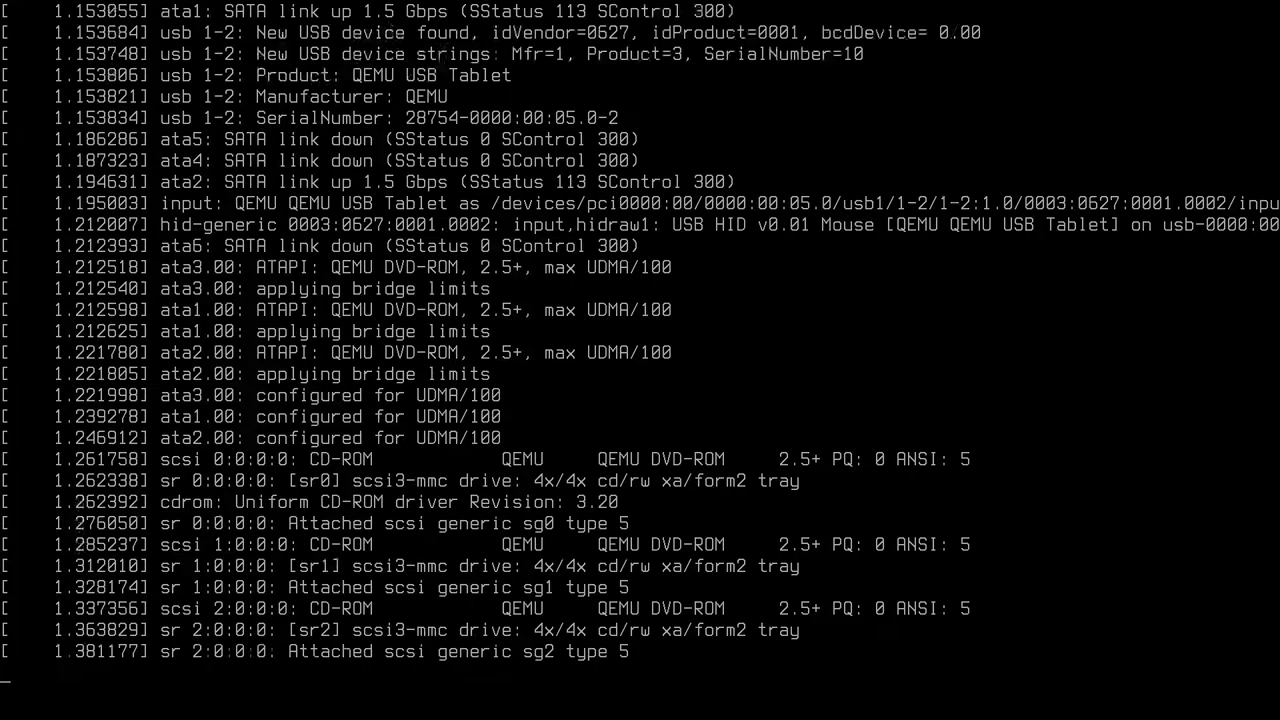 [    1.153055] ata1: SATA link up 1.5 Gbps (SStatus 113 SControl 300)
[    1.153684] usb 1-2: New USB device found, idVendor=0627, idProduct=0001, bcdDevice= 0.00
[    1.153748] usb 1-2: New USB device strings: Mfr=1, Product=3, SerialNumber=10
[    1.153806] usb 1-2: Product: QEMU USB Tablet
[    1.153821] usb 1-2: Manufacturer: QEMU
[    1.153834] usb 1-2: SerialNumber: 28754-0000:00:05.0-2
[    1.186286] ata5: SATA link down (SStatus 0 SControl 300)
[    1.187323] ata4: SATA link down (SStatus 0 SControl 300)
[    1.194631] ata2: SATA link up 1.5 Gbps (SStatus 113 SControl 300)
[    1.195003] input: QEMU QEMU USB Tablet as /devices/pci0000:00/0000:00:05.0/usb1/1-2/1-2:1.0/0003:0627:0001.0002/inpu
[    1.212007] hid-generic 0003:0627:0001.0002: input,hidraw1: USB HID v0.01 Mouse [QEMU QEMU USB Tablet] on usb-0000:00
[    1.212393] ata6: SATA link down (SStatus 0 SControl 300)
[    1.212518] ata3.00: ATAPI: QEMU DVD-ROM, 2.5+, max UDMA/100
[    1.212540] ata3.00: applying bridge limits
[    1.212598] ata1.00: ATAPI: QEMU DVD-ROM, 2.5+, max UDMA/100
[    1.212625] ata1.00: applying bridge limits
[    1.221780] ata2.00: ATAPI: QEMU DVD-ROM, 2.5+, max UDMA/100
[    1.221805] ata2.00: applying bridge limits
[    1.221998] ata3.00: configured for UDMA/100
[    1.239278] ata1.00: configured for UDMA/100
[    1.246912] ata2.00: configured for UDMA/100
[    1.261758] scsi 0:0:0:0: CD-ROM            QEMU     QEMU DVD-ROM     2.5+ PQ: 0 ANSI: 5
[    1.262338] sr 0:0:0:0: [sr0] scsi3-mmc drive: 4x/4x cd/rw xa/form2 tray
[    1.262392] cdrom: Uniform CD-ROM driver Revision: 3.20
[    1.276050] sr 0:0:0:0: Attached scsi generic sg0 type 5
[    1.285237] scsi 1:0:0:0: CD-ROM            QEMU     QEMU DVD-ROM     2.5+ PQ: 0 ANSI: 5
[    1.312010] sr 1:0:0:0: [sr1] scsi3-mmc drive: 4x/4x cd/rw xa/form2 tray
[    1.328174] sr 1:0:0:0: Attached scsi generic sg1 type 5
[    1.337356] scsi 2:0:0:0: CD-ROM            QEMU     QEMU DVD-ROM     2.5+ PQ: 0 ANSI: 5
[    1.363829] sr 2:0:0:0: [sr2] scsi3-mmc drive: 4x/4x cd/rw xa/form2 tray
[    1.381177] sr 2:0:0:0: Attached scsi generic sg2 type 5